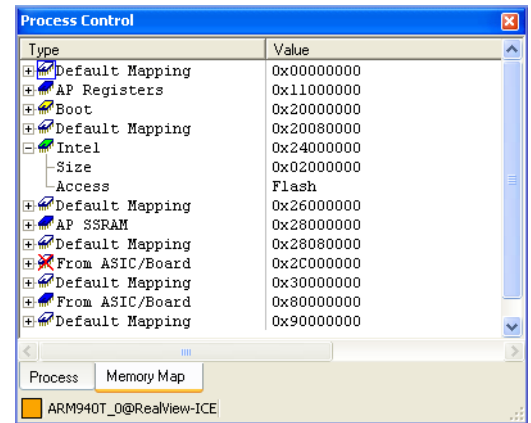 Process Control
Type Value
Default Mapping 0x00000000
AP Registers 0x11000000
Boot 0x20000000
Default Mapping 0x20080000
Intel 0x24000000
Size 0x02000000
Access Flash
Default Mapping 0x26000000
AP SSRAM 0x28000000
Default Mapping 0x28080000
From ASIC/Board 0x2C000000
Default Mapping 0x30000000
From ASIC/Board 0x80000000
Default Mapping 0x90000000
Process Memory Map
ARM940T_0@RealView-ICE